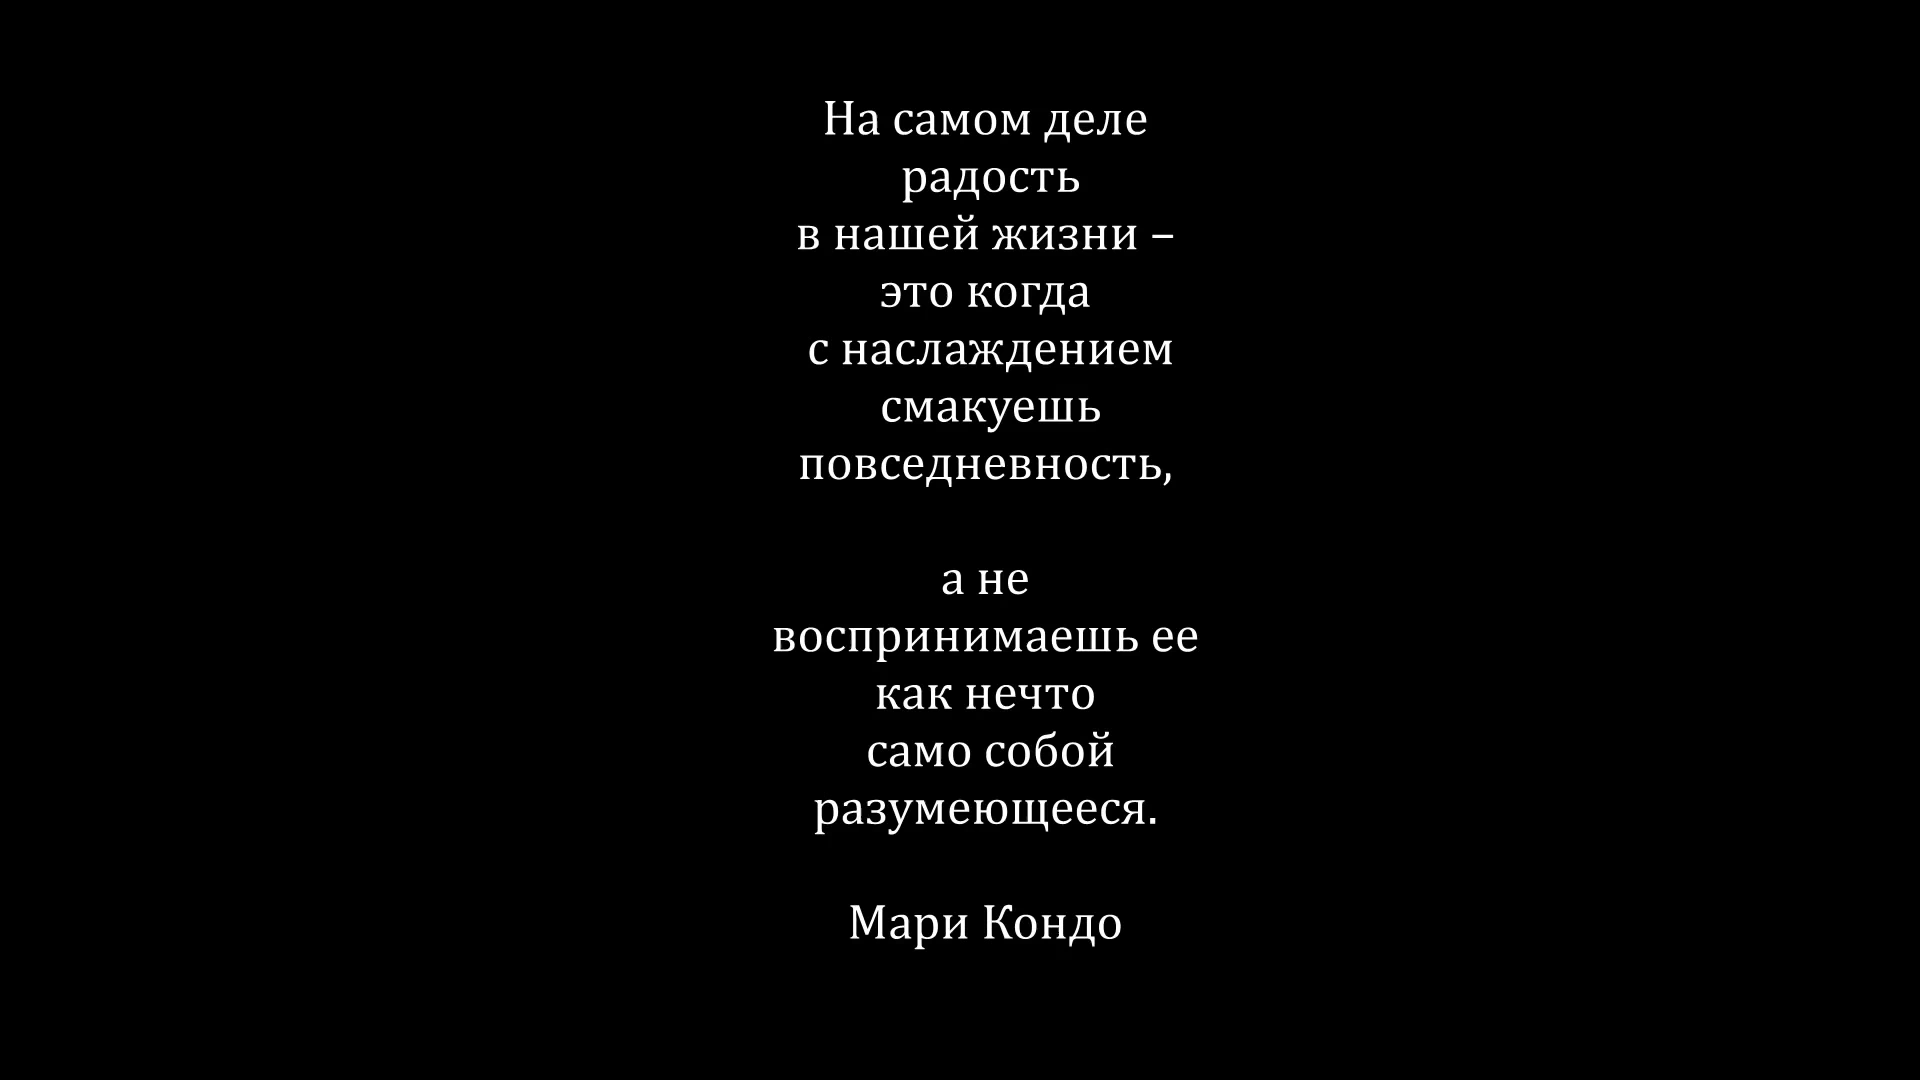 На самом деле
радость
в нашей жизни –
это когда
с наслаждением
смакуешь
повседневность,
а не
воспринимаешь ее
как нечто
само собой
разумеющееся.
Мари Кондо